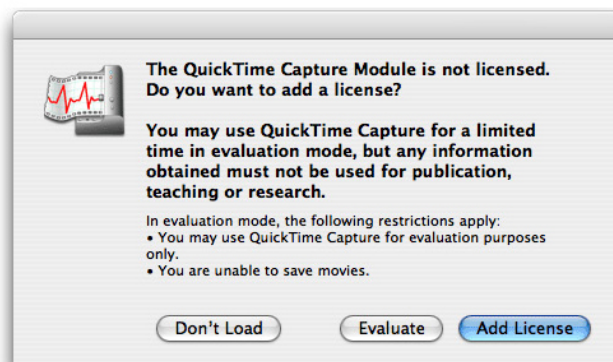 The QuickTime Capture Module is not licensed.
Do you want to add a license?
You may use QuickTime Capture for a limited
time in evaluation mode, but any information
obtained must not be used for publication,
teaching or research.
In evaluation mode, the following restrictions apply:
• You may use QuickTime Capture for evaluation purposes
only.
• You are unable to save movies.
Don't Load Evaluate Add License